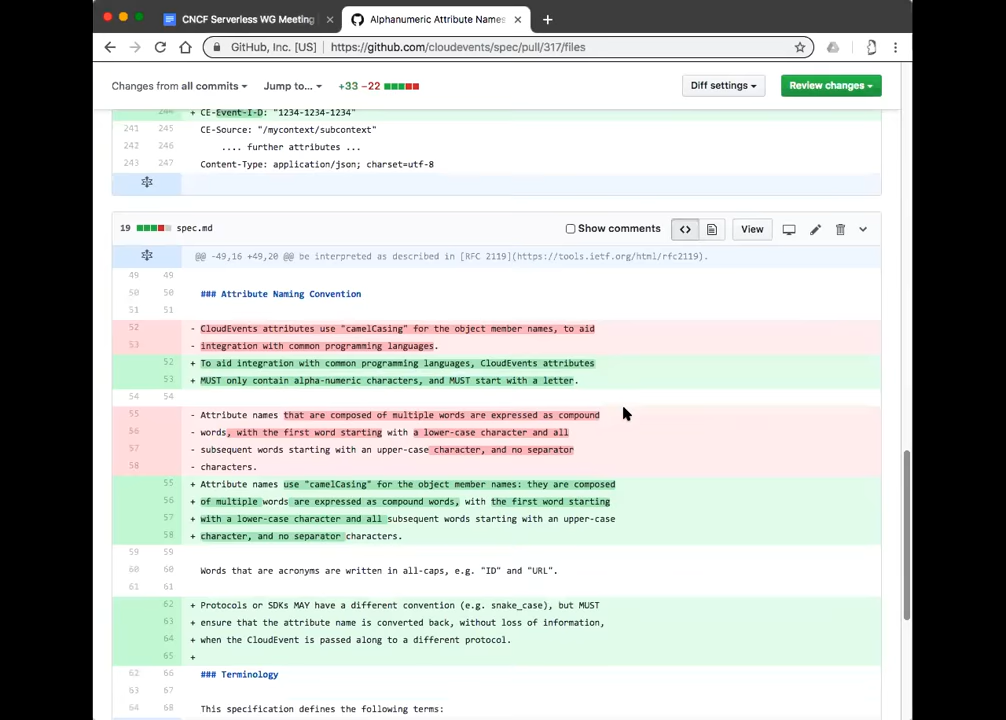 CNCF Serverless WG Meeting
Alphanumeric Attribute Names
GitHub, Inc. [US] | https://github.com/cloudevents/spec/pull/317/files
Changes from all commits Jump to... +33 −22
Diff settings Review changes
244 + CE-Event-I-D: "1234-1234-1234"
241 245 CE-Source: "/mycontext/subcontext"
242 246 .... further attributes ...
243 247 Content-Type: application/json; charset=utf-8
19 spec.md Show comments View
@@ -49,16 +49,20 @@ be interpreted as described in [RFC 2119](https://tools.ietf.org/html/rfc2119).
49 49
50 50 ### Attribute Naming Convention
51 51
52 - CloudEvents attributes use "camelCasing" for the object member names, to aid
53 - integration with common programming languages.
52 + To aid integration with common programming languages, CloudEvents attributes
53 + MUST only contain alpha-numeric characters, and MUST start with a letter.
54 54
55 - Attribute names that are composed of multiple words are expressed as compound
56 - words, with the first word starting with a lower-case character and all
57 - subsequent words starting with an upper-case character, and no separator
58 - characters.
55 + Attribute names use "camelCasing" for the object member names: they are composed
56 + of multiple words are expressed as compound words, with the first word starting
57 + with a lower-case character and all subsequent words starting with an upper-case
58 + character, and no separator characters.
59 59
60 60 Words that are acronyms are written in all-caps, e.g. "ID" and "URL".
61 61
62 + Protocols or SDKs MAY have a different convention (e.g. snake_case), but MUST
63 + ensure that the attribute name is converted back, without loss of information,
64 + when the CloudEvent is passed along to a different protocol.
65 +
62 66 ### Terminology
63 67
64 68 This specification defines the following terms: